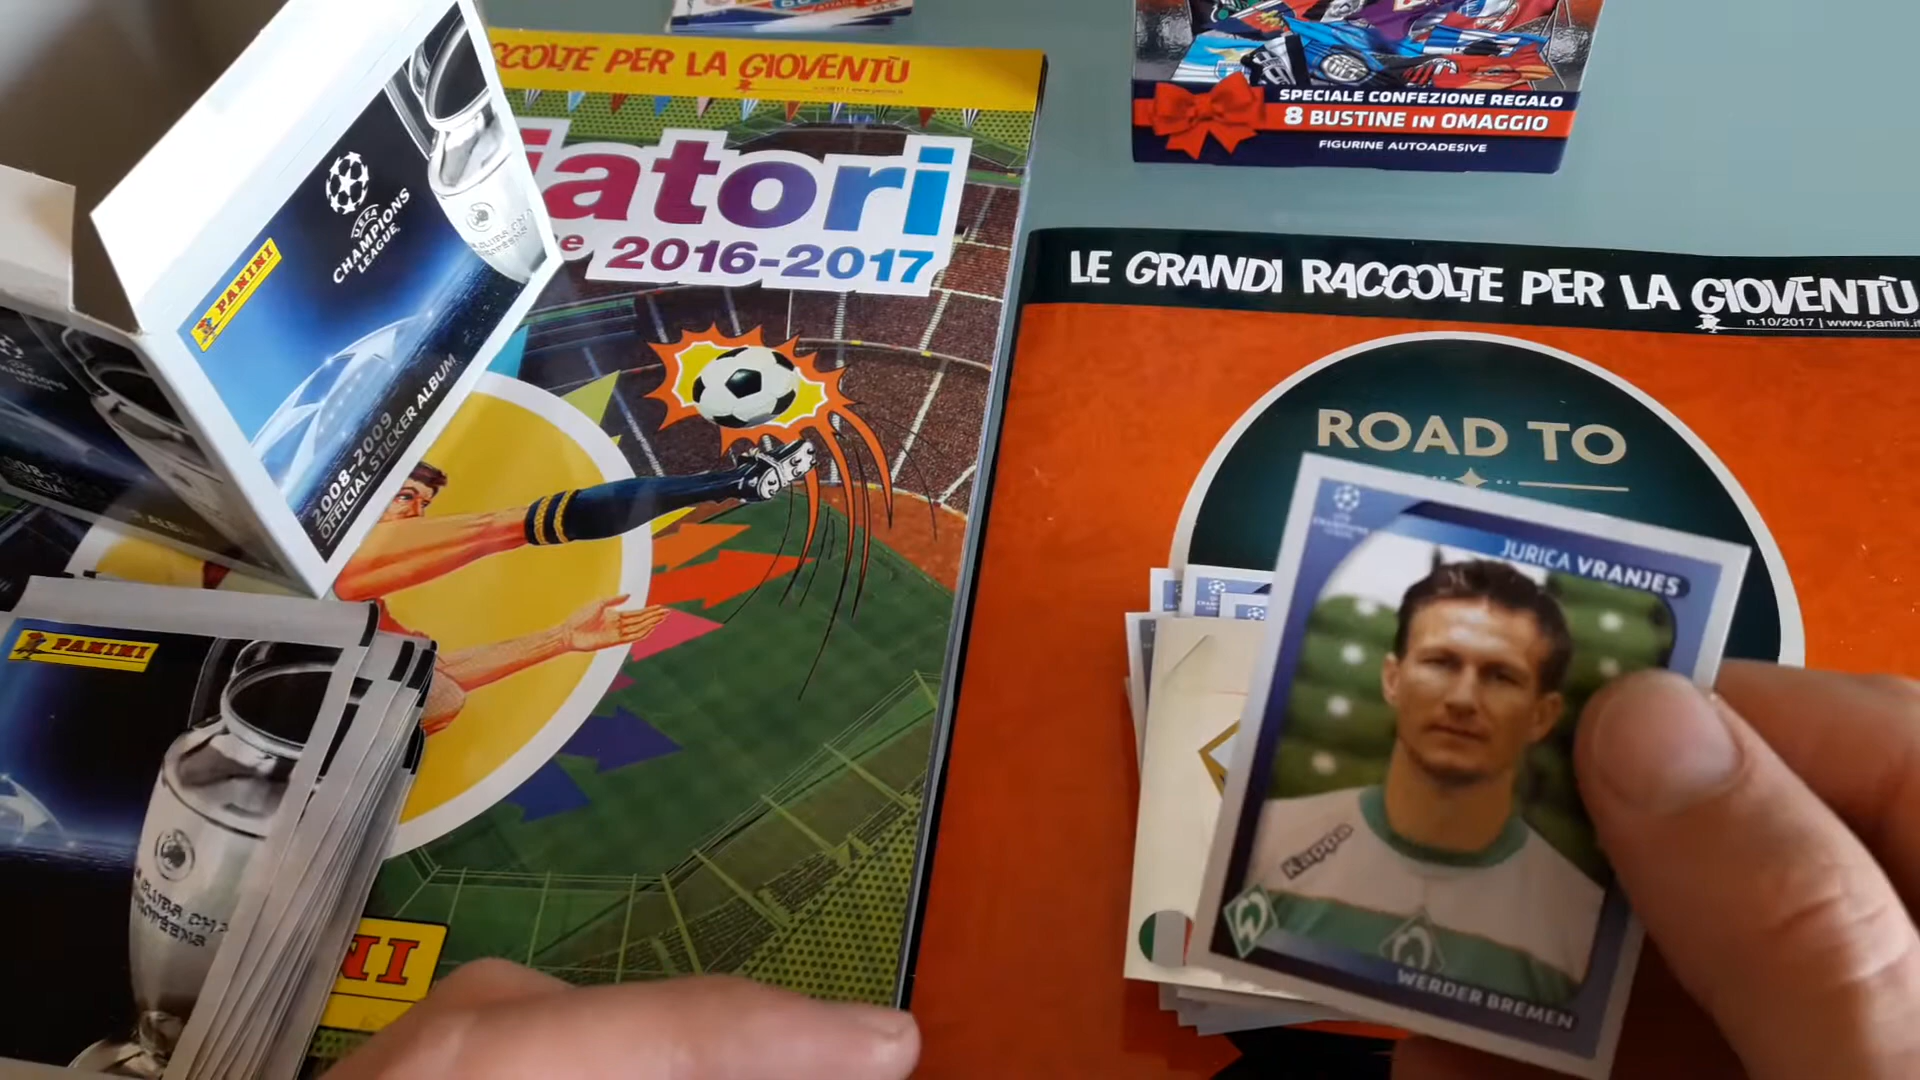 COLTE PER LA GIOVENTÙ
iatori
2016-2017
PANINI
UEFA
CHAMPIONS
LEAGUE
2008-2009
OFFICIAL STICKER ALBUM
PANINI
NI
SPECIALE CONFEZIONE REGALO
8 BUSTINE IN OMAGGIO
FIGURINE AUTOADESIVE
LE GRANDI RACCOLTE PER LA GIOVENTÙ
n.10/2017 | www.panini.it
ROAD TO
JURICA VRANJES
Kappa
WERDER BREMEN